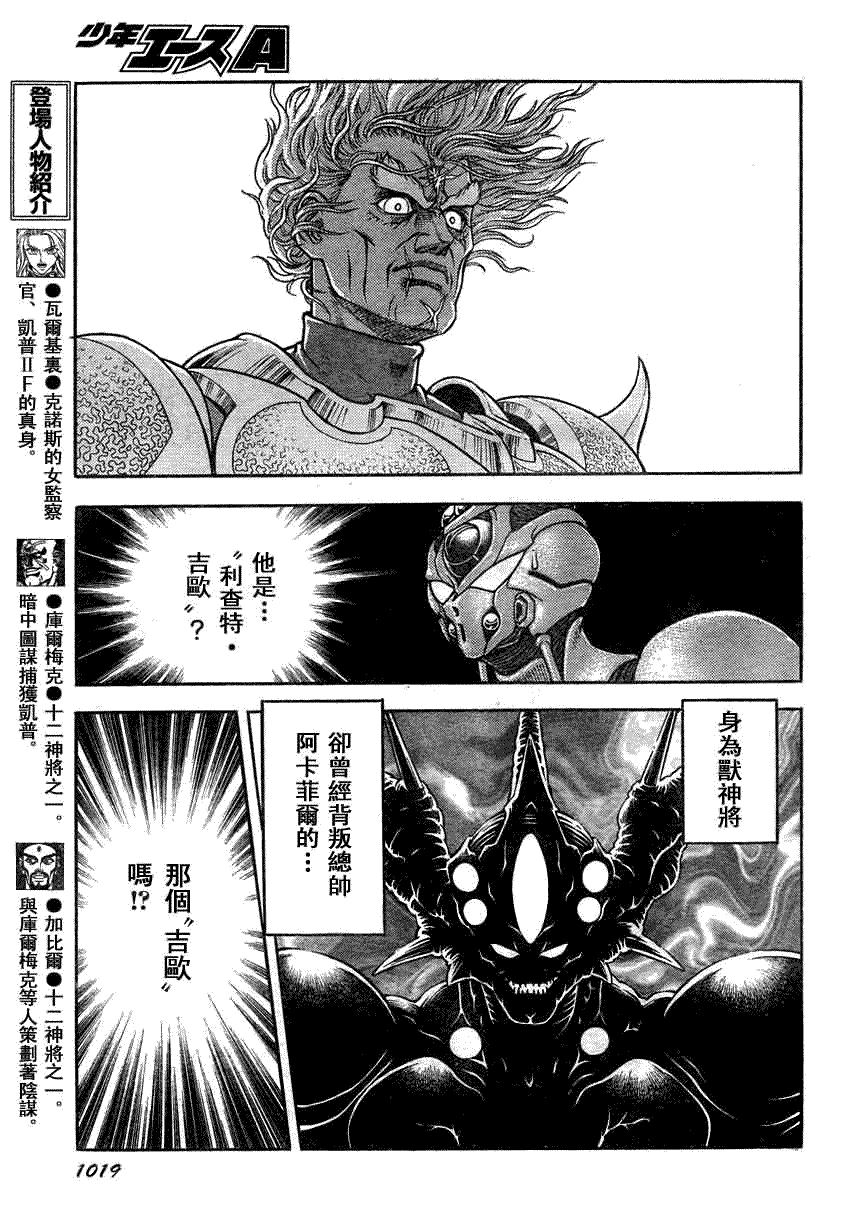 少年エースA
登場人物紹介
●瓦爾基裏●克諾斯的女監察
官、凱普ⅡF的真身。
●庫爾梅克●十二神將之一。
暗中圖謀捕獲凱普。
●加比爾●十二神將之一。
與庫爾梅克等人策劃著陰謀。
他是…
〝利查特・
吉歐〞?
身為獸神將
卻曾經背叛總帥
阿卡菲爾的…
那個〝吉歐〞
嗎!?
1019